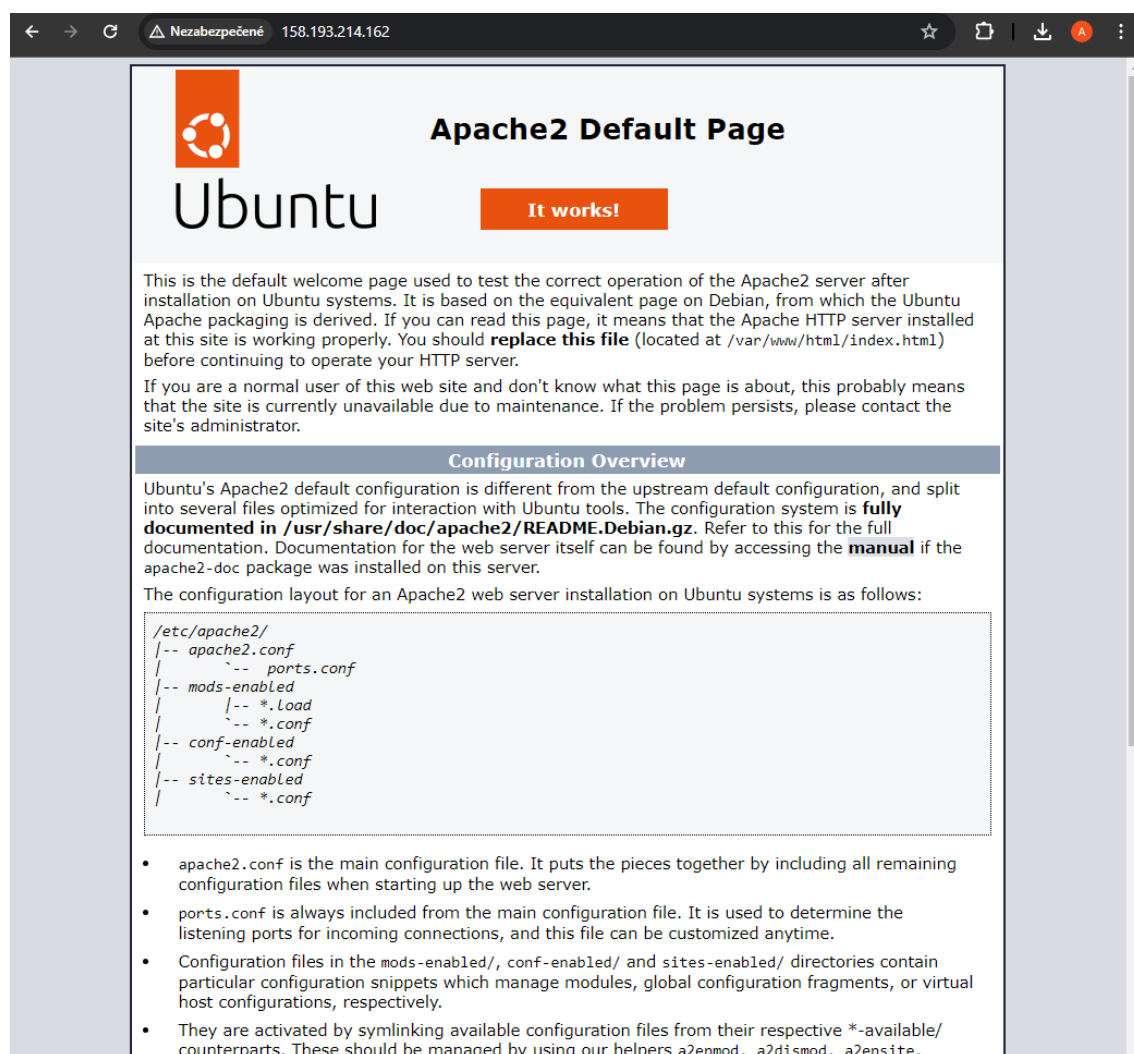 Nezabezpečené 158.193.214.162
A
Apache2 Default Page
Ubuntu
It works!
This is the default welcome page used to test the correct operation of the Apache2 server after
installation on Ubuntu systems. It is based on the equivalent page on Debian, from which the Ubuntu
Apache packaging is derived. If you can read this page, it means that the Apache HTTP server installed
at this site is working properly. You should replace this file (located at /var/www/html/index.html)
before continuing to operate your HTTP server.
If you are a normal user of this web site and don't know what this page is about, this probably means
that the site is currently unavailable due to maintenance. If the problem persists, please contact the
site's administrator.
Configuration Overview
Ubuntu's Apache2 default configuration is different from the upstream default configuration, and split
into several files optimized for interaction with Ubuntu tools. The configuration system is fully
documented in /usr/share/doc/apache2/README.Debian.gz. Refer to this for the full
documentation. Documentation for the web server itself can be found by accessing the manual if the
apache2-doc package was installed on this server.
The configuration layout for an Apache2 web server installation on Ubuntu systems is as follows:
/etc/apache2/
|-- apache2.conf
|       `--  ports.conf
|-- mods-enabled
|       |-- *.load
|       `-- *.conf
|-- conf-enabled
|       `-- *.conf
|-- sites-enabled
|       `-- *.conf
• apache2.conf is the main configuration file. It puts the pieces together by including all remaining
configuration files when starting up the web server.
• ports.conf is always included from the main configuration file. It is used to determine the
listening ports for incoming connections, and this file can be customized anytime.
• Configuration files in the mods-enabled/, conf-enabled/ and sites-enabled/ directories contain
particular configuration snippets which manage modules, global configuration fragments, or virtual
host configurations, respectively.
• They are activated by symlinking available configuration files from their respective *-available/
counterparts. These should be managed by using our helpers a2enmod, a2dismod, a2ensite,